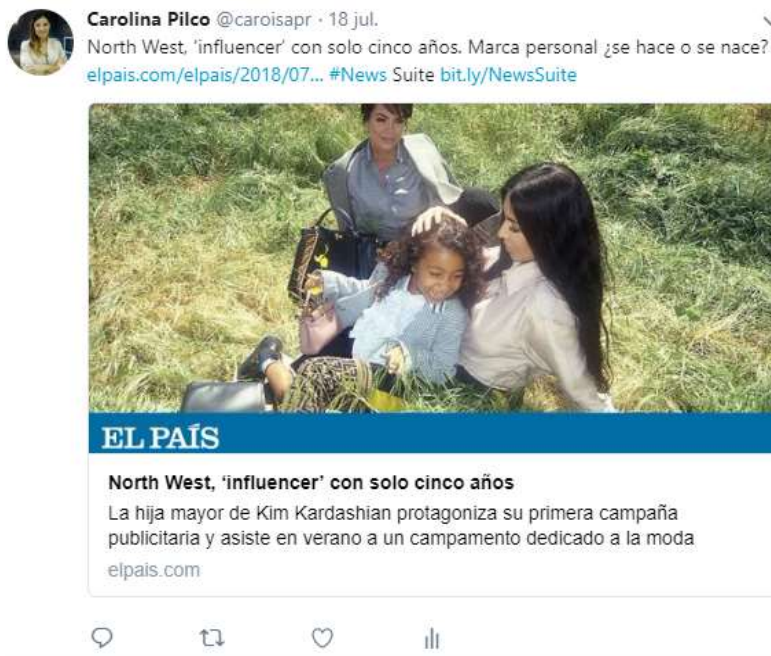 Carolina Pilco @caroisapr · 18 jul.
North West, 'influencer' con solo cinco años. Marca personal ¿se hace o se nace?
elpais.com/elpais/2018/07... #News Suite bit.ly/NewsSuite
EL PAÍS
North West, ‘influencer’ con solo cinco años
La hija mayor de Kim Kardashian protagoniza su primera campaña
publicitaria y asiste en verano a un campamento dedicado a la moda
elpais.com